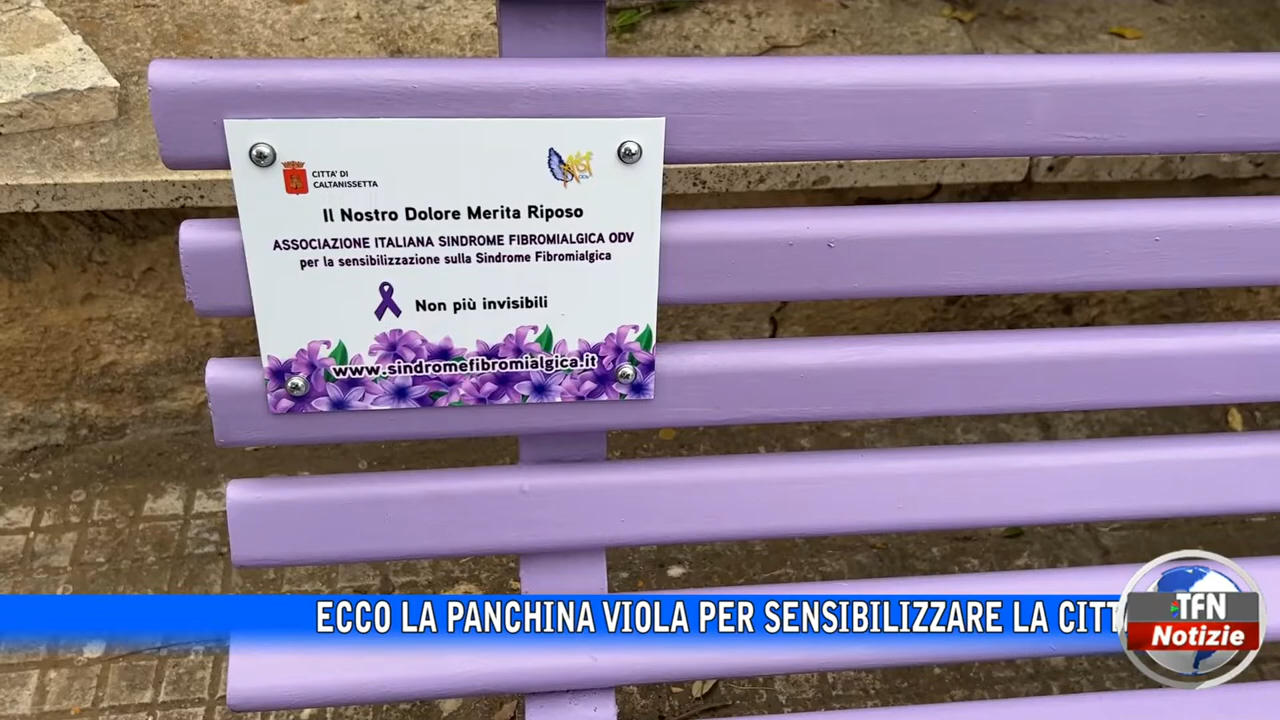 CITTA' DI
CALTANISSETTA
Il Nostro Dolore Merita Riposo
ASSOCIAZIONE ITALIANA SINDROME FIBROMIALGICA ODV
per la sensibilizzazione sulla Sindrome Fibromialgica
Non più invisibili
www.sindromefibromialgica.it
ECCO LA PANCHINA VIOLA PER SENSIBILIZZARE LA CITT
TFN
Notizie